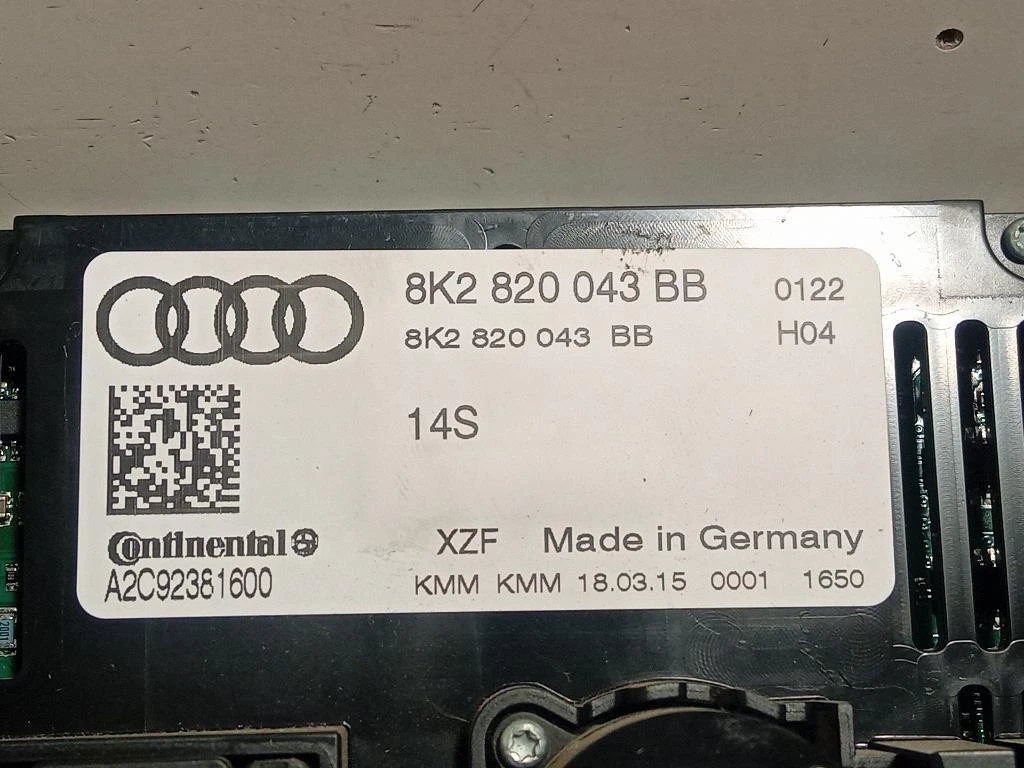 8K2 820 043 BB 0122
8K2 820 043 BB H04
14S
Continental
A2C92381600
XZF Made in Germany
KMM KMM 18.03.15 0001 1650